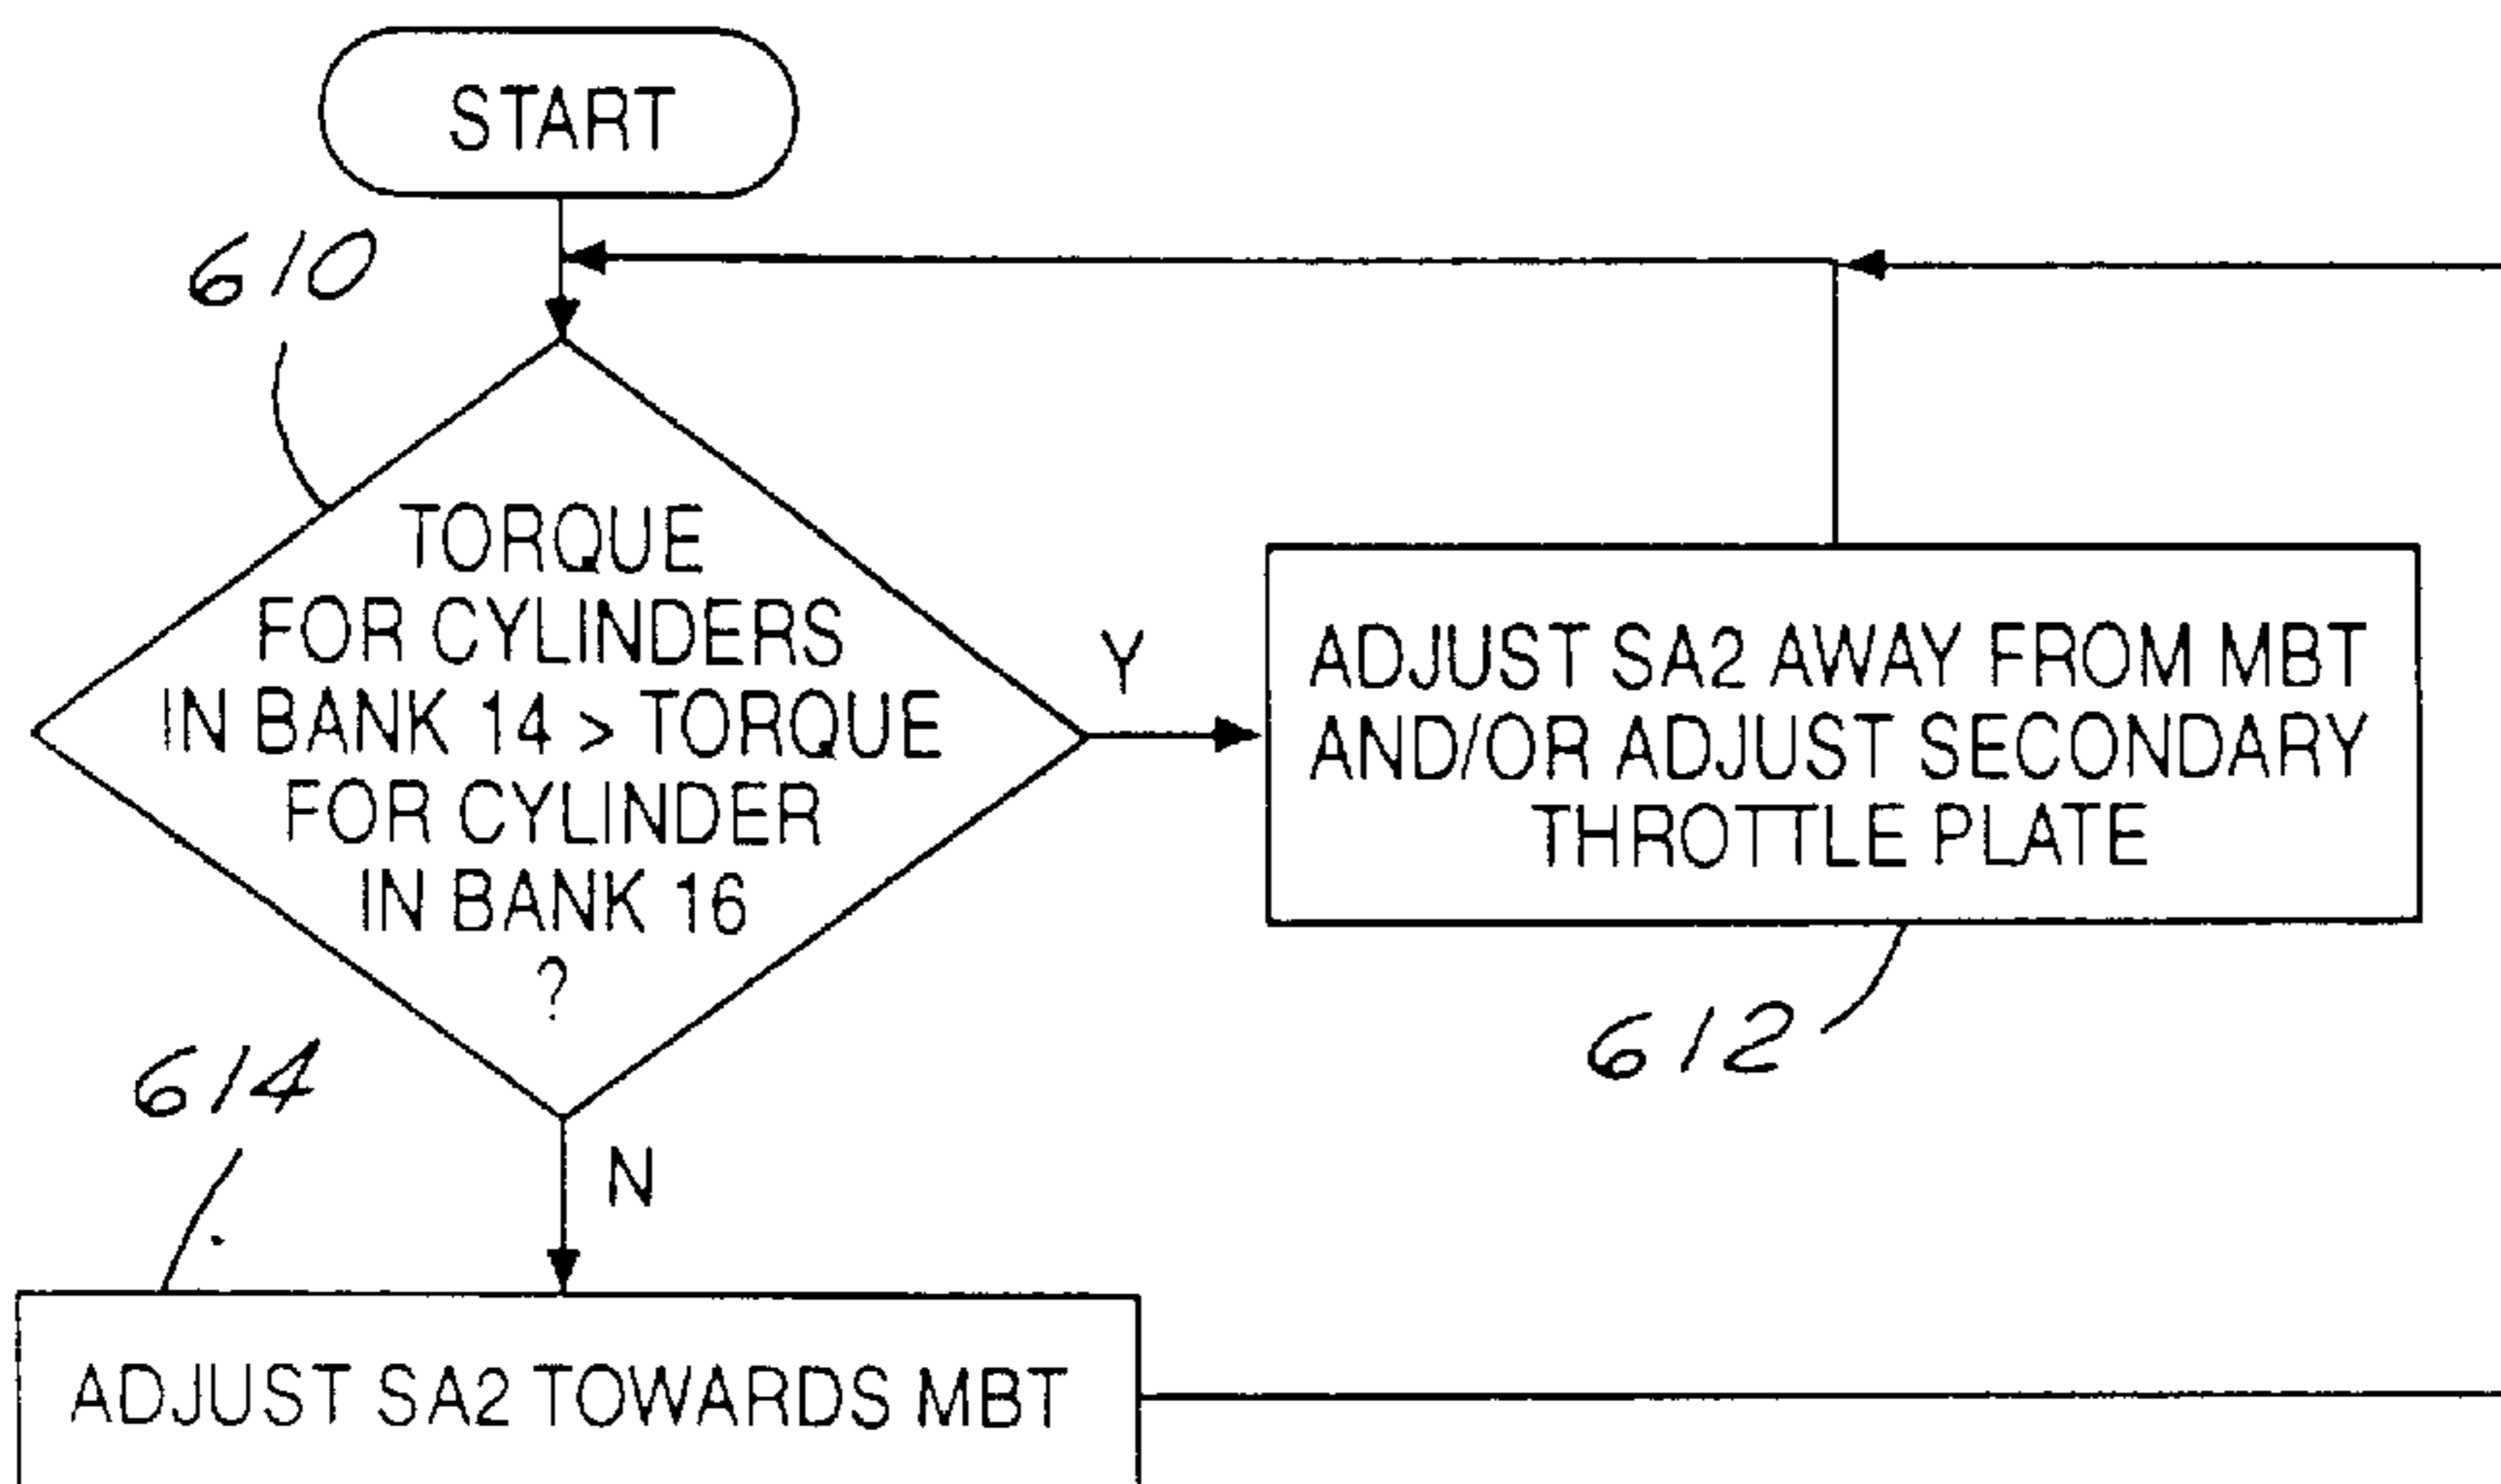 START
610
TORQUE
FOR CYLINDERS
IN BANK 14 > TORQUE
FOR CYLINDER
IN BANK 16
?
Y
ADJUST SA2 AWAY FROM MBT
AND/OR ADJUST SECONDARY
THROTTLE PLATE
612
614
N
ADJUST SA2 TOWARDS MBT